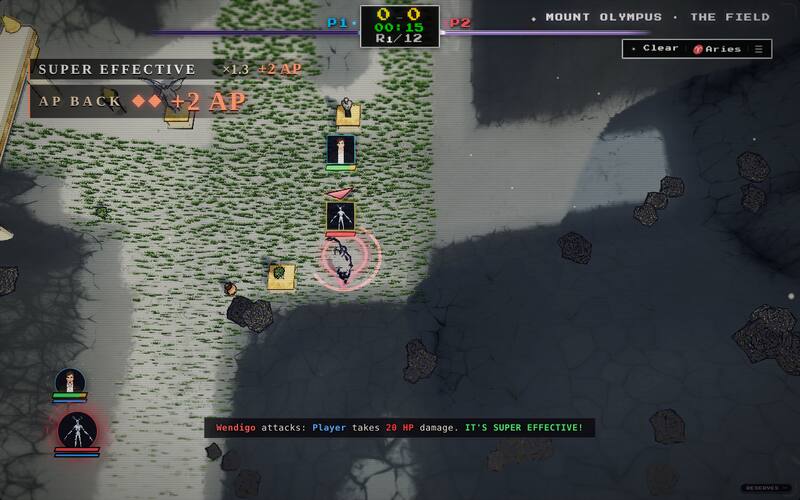 P1
0 - 0
00:15
R1/12
P2
MOUNT OLYMPUS · THE FIELD
Clear
Aries
SUPER EFFECTIVE ×1.3 +2 AP
AP BACK +2 AP
Wendigo attacks: Player takes 20 HP damage. IT'S SUPER EFFECTIVE!
RESERVES